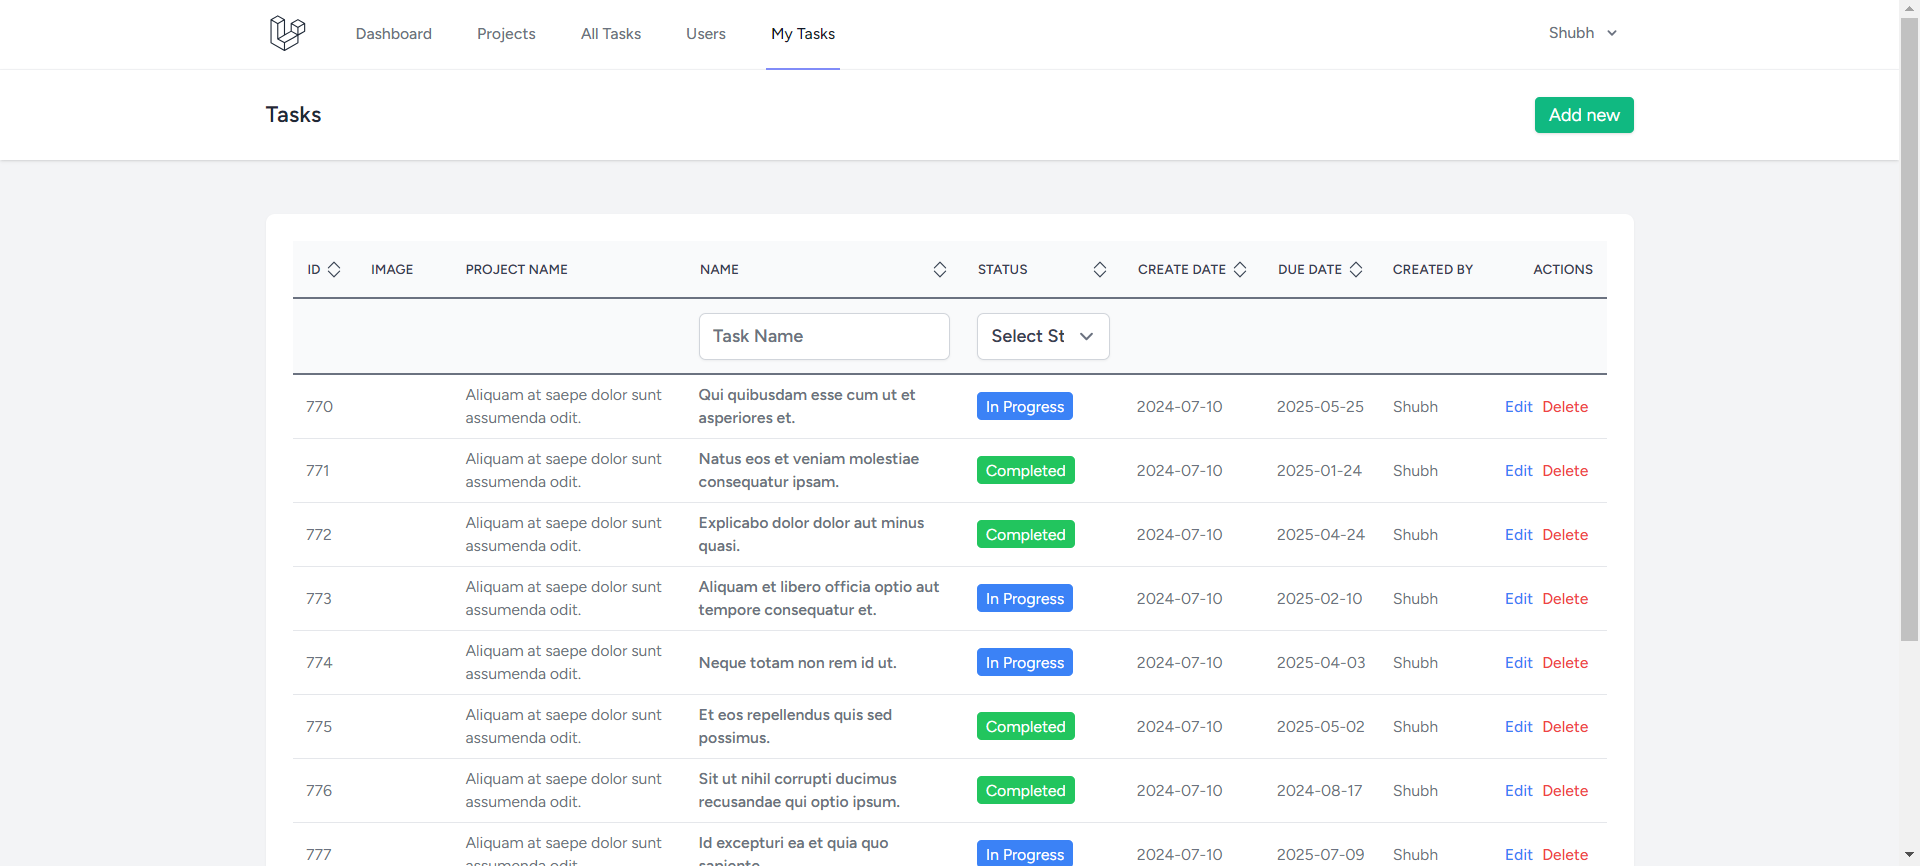 Dashboard Projects All Tasks Users My Tasks Shubh
Tasks Add new
ID IMAGE PROJECT NAME NAME STATUS CREATE DATE DUE DATE CREATED BY ACTIONS
Task Name Select St
770 Aliquam at saepe dolor sunt assumenda odit. Qui quibusdam esse cum ut et asperiores et. In Progress 2024-07-10 2025-05-25 Shubh Edit Delete
771 Aliquam at saepe dolor sunt assumenda odit. Natus eos et veniam molestiae consequatur ipsam. Completed 2024-07-10 2025-01-24 Shubh Edit Delete
772 Aliquam at saepe dolor sunt assumenda odit. Explicabo dolor dolor aut minus quasi. Completed 2024-07-10 2025-04-24 Shubh Edit Delete
773 Aliquam at saepe dolor sunt assumenda odit. Aliquam et libero officia optio aut tempore consequatur et. In Progress 2024-07-10 2025-02-10 Shubh Edit Delete
774 Aliquam at saepe dolor sunt assumenda odit. Neque totam non rem id ut. In Progress 2024-07-10 2025-04-03 Shubh Edit Delete
775 Aliquam at saepe dolor sunt assumenda odit. Et eos repellendus quis sed possimus. Completed 2024-07-10 2025-05-02 Shubh Edit Delete
776 Aliquam at saepe dolor sunt assumenda odit. Sit ut nihil corrupti ducimus recusandae qui optio ipsum. Completed 2024-07-10 2024-08-17 Shubh Edit Delete
777 Aliquam at saepe dolor sunt assumenda odit. Id excepturi ea et quia quo sapiente. In Progress 2024-07-10 2025-07-09 Shubh Edit Delete